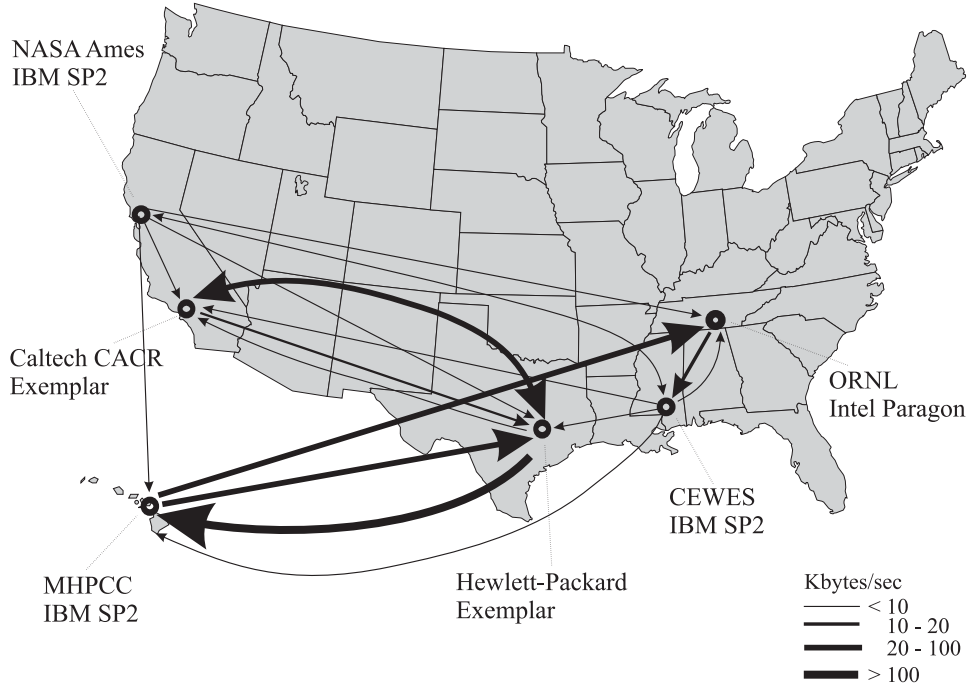 NASA Ames
IBM SP2
Caltech CACR
Exemplar
ORNL
Intel Paragon
CEWES
IBM SP2
MHPCC
IBM SP2
Hewlett-Packard
Exemplar
Kbytes/sec
< 10
10 - 20
20 - 100
> 100